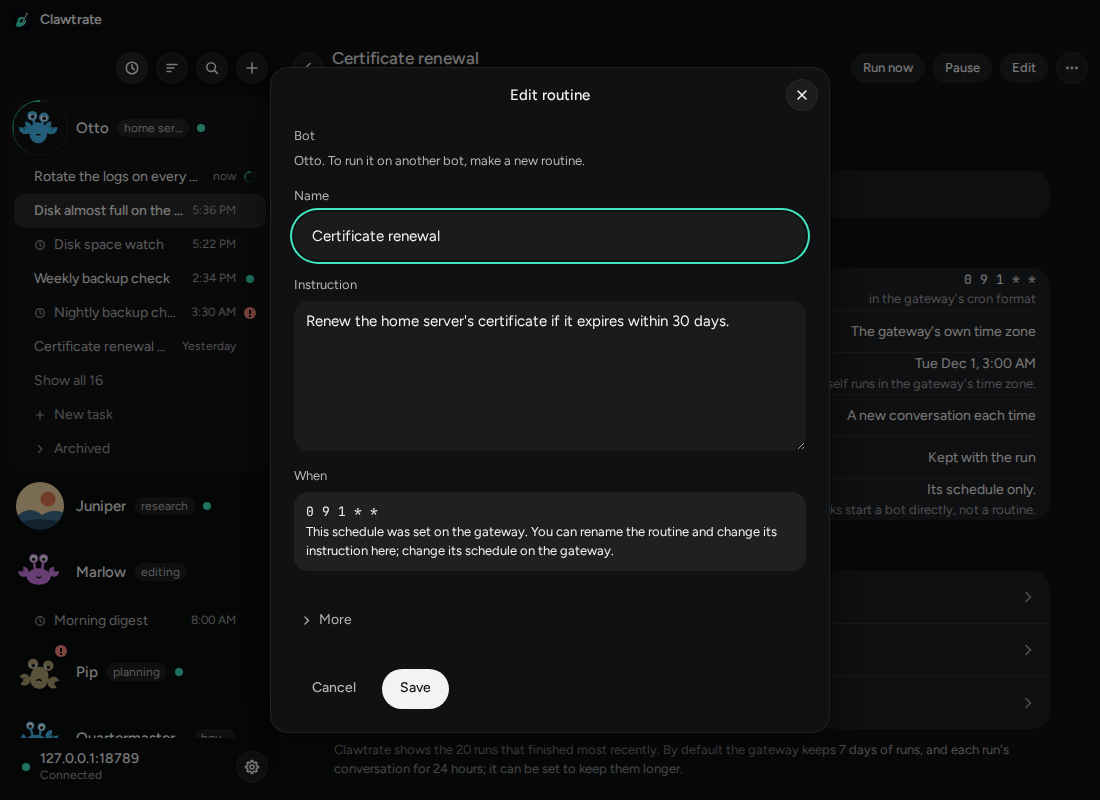 Clawtrate
Certificate renewal
Run now
Pause
Edit
Otto
home ser...
Rotate the logs on every ...
now
Disk almost full on the ...
5:36 PM
Disk space watch
5:22 PM
Weekly backup check
2:34 PM
Nightly backup ch...
3:30 AM
Certificate renewal ...
Yesterday
Show all 16
New task
Archived
Juniper
research
Marlow
editing
Morning digest
8:00 AM
Pip
planning
127.0.0.1:18789
Connected
Edit routine
Bot
Otto. To run it on another bot, make a new routine.
Name
Certificate renewal
Instruction
Renew the home server's certificate if it expires within 30 days.
When
0 9 1 * *
This schedule was set on the gateway. You can rename the routine and change its
instruction here; change its schedule on the gateway.
More
Cancel
Save
0 9 1 * *
in the gateway's cron format
The gateway's own time zone
Tue Dec 1, 3:00 AM
runs in the gateway's time zone.
A new conversation each time
Kept with the run
Its schedule only.
start a bot directly, not a routine.
Clawtrate shows the 20 runs that finished most recently. By default the gateway keeps 7 days of runs, and each run's
conversation for 24 hours; it can be set to keep them longer.